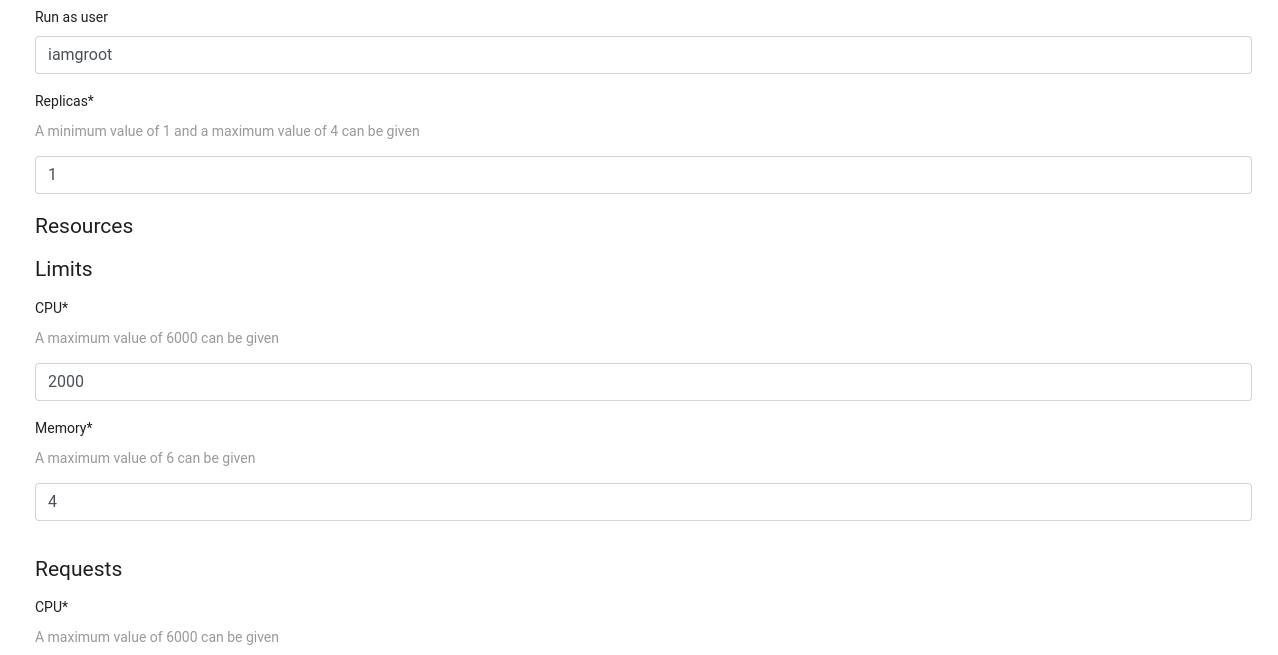 Run as user
iamgroot
Replicas*
A minimum value of 1 and a maximum value of 4 can be given
1
Resources
Limits
CPU*
A maximum value of 6000 can be given
2000
Memory*
A maximum value of 6 can be given
4
Requests
CPU*
A maximum value of 6000 can be given